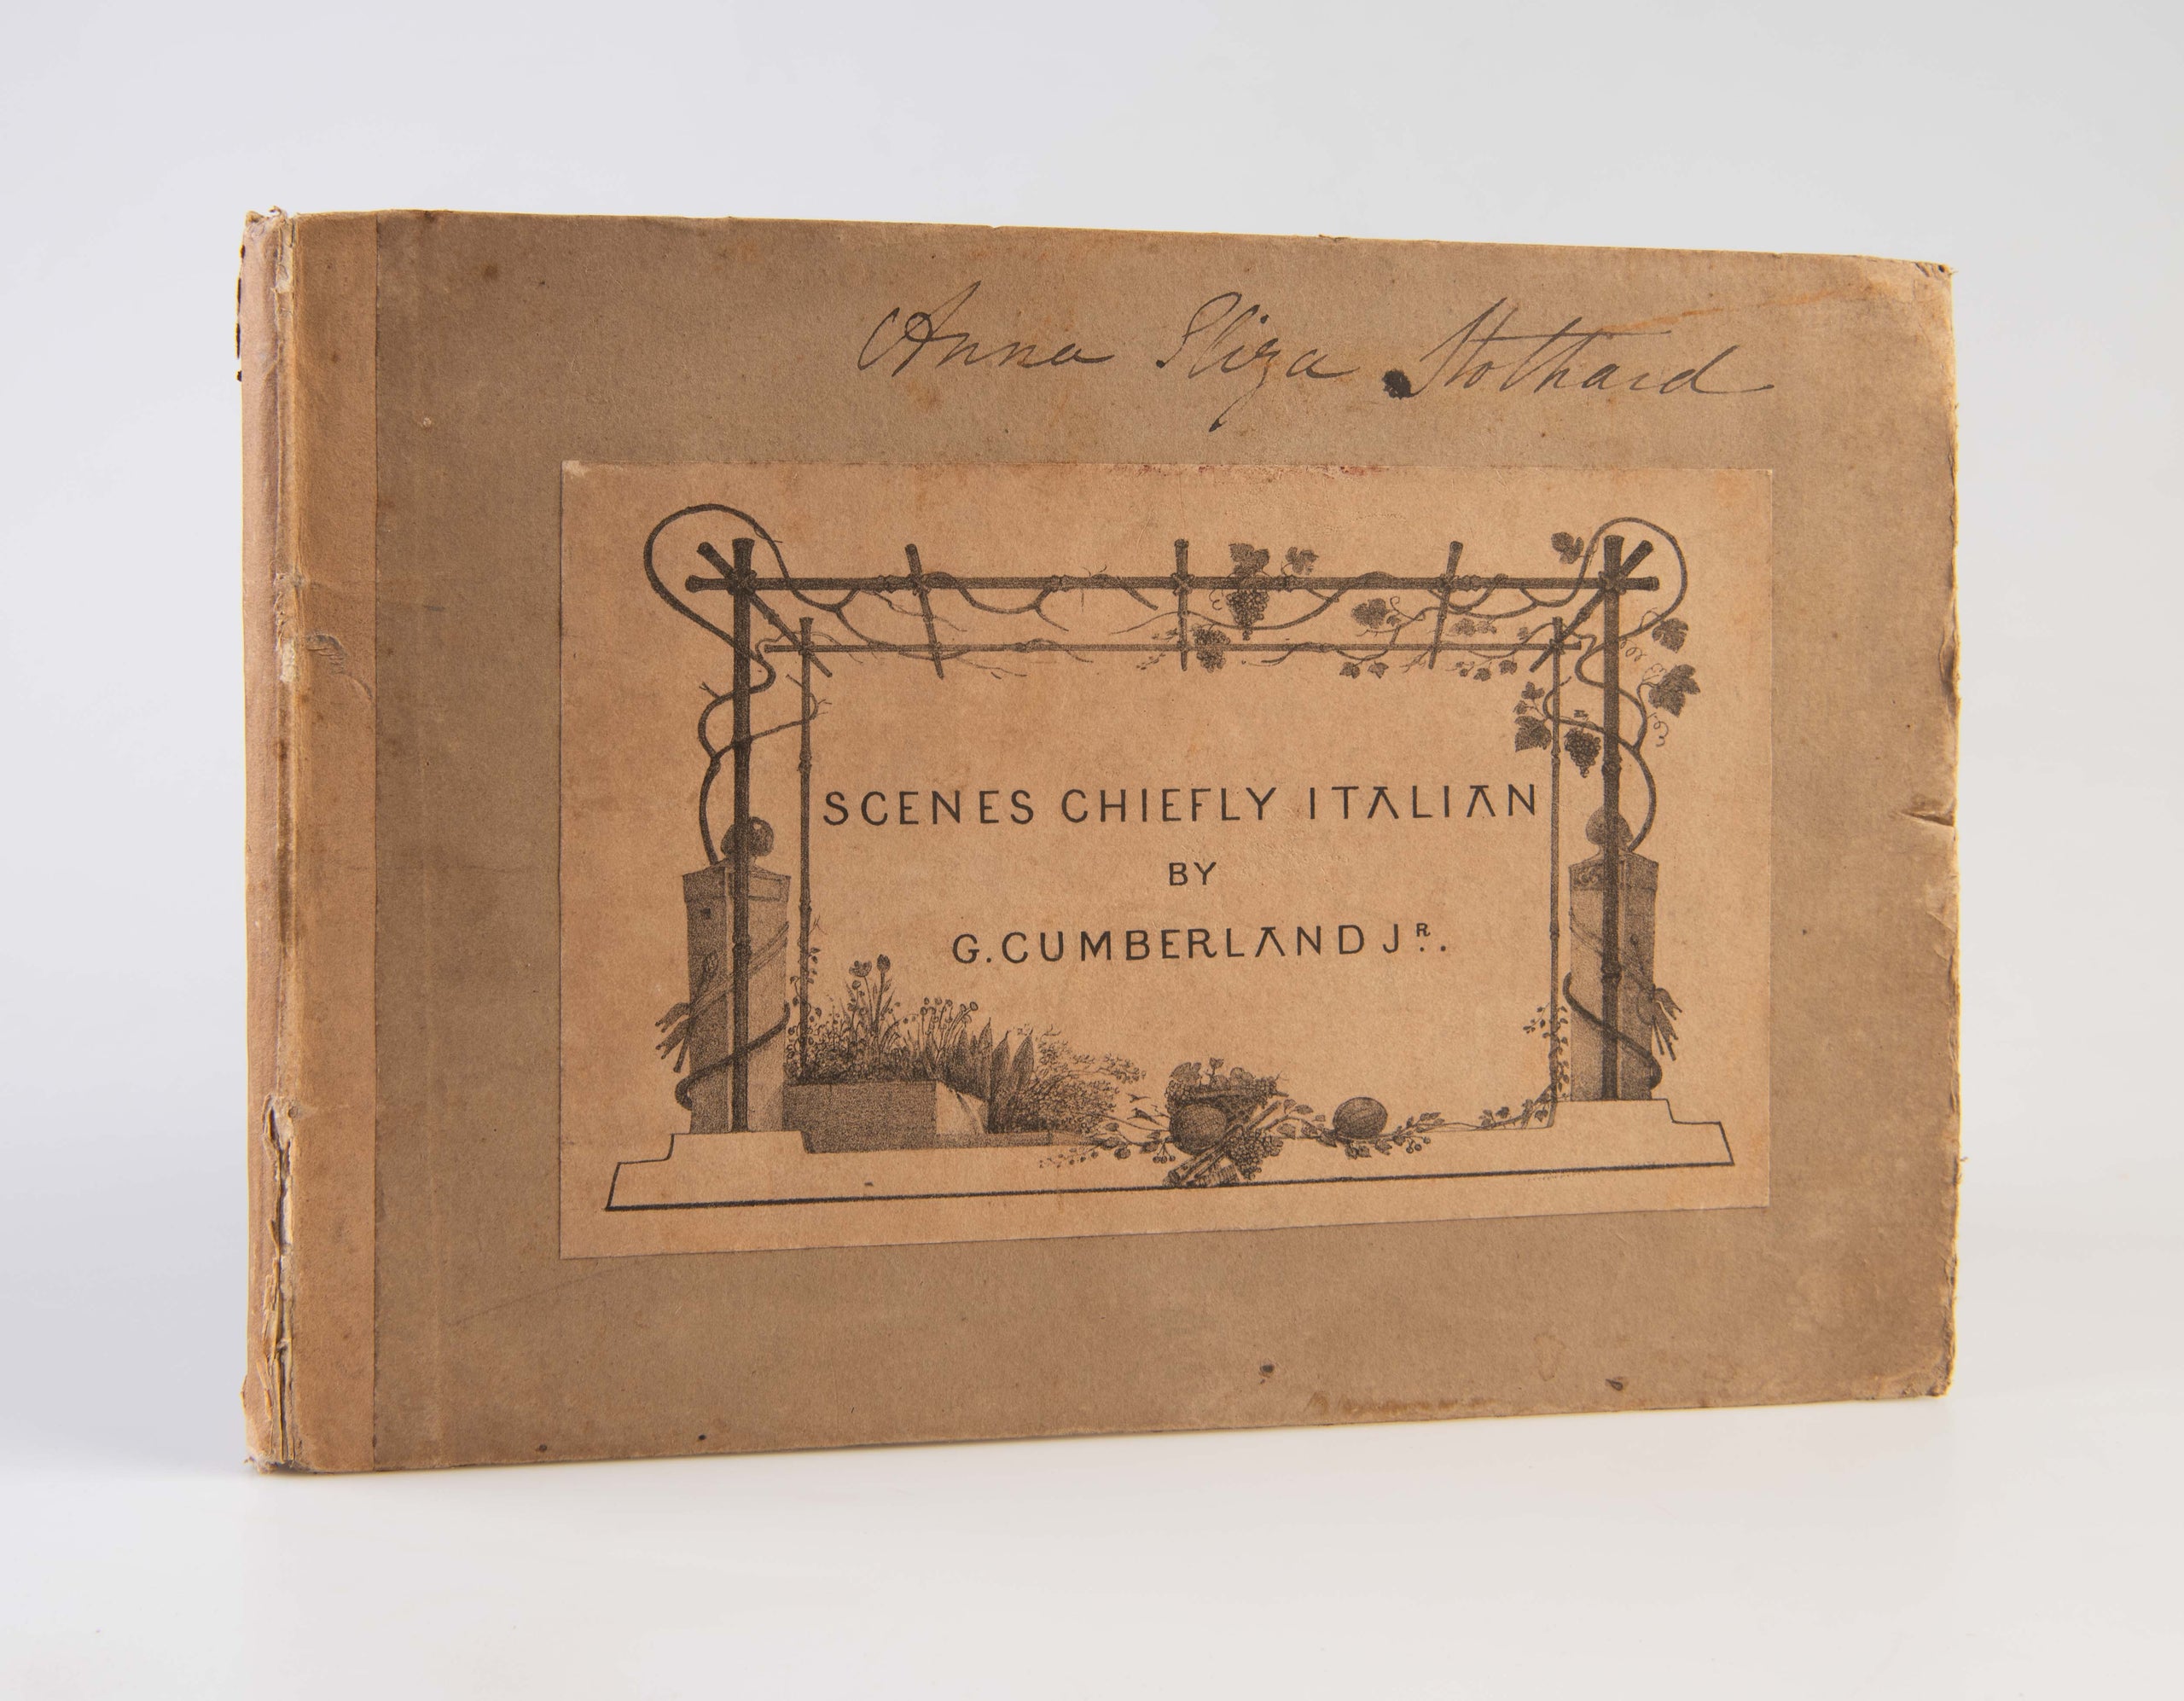 Anna Eliza Stothard
SCENES CHIEFLY ITALIAN
BY
G. CUMBERLAND JR.